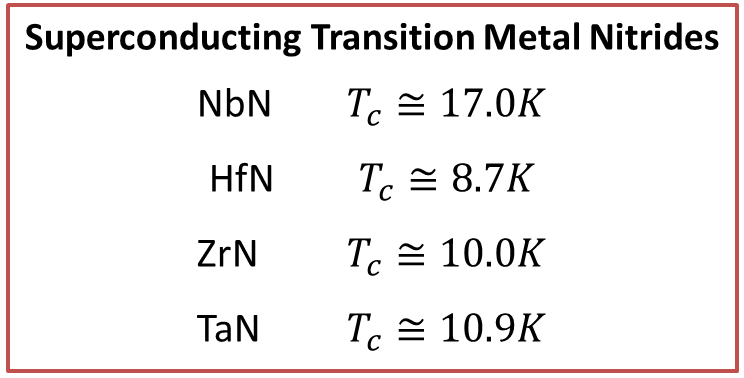 Superconducting Transition Metal Nitrides
NbN T_c ≅ 17.0K
HfN T_c ≅ 8.7K
ZrN T_c ≅ 10.0K
TaN T_c ≅ 10.9K